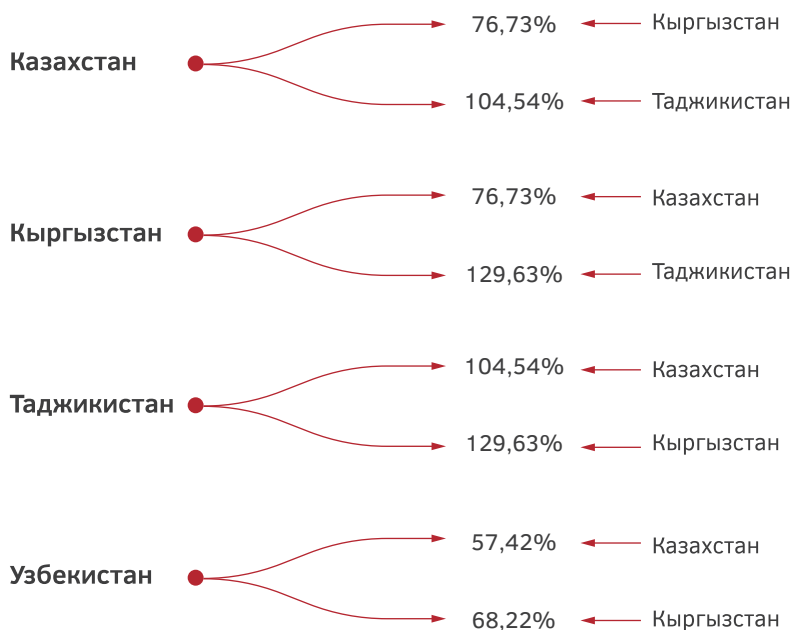 Казахстан
76,73%
Кыргызстан
104,54%
Таджикистан
Кыргызстан
76,73%
Казахстан
129,63%
Таджикистан
Таджикистан
104,54%
Казахстан
129,63%
Кыргызстан
Узбекистан
57,42%
Казахстан
68,22%
Кыргызстан